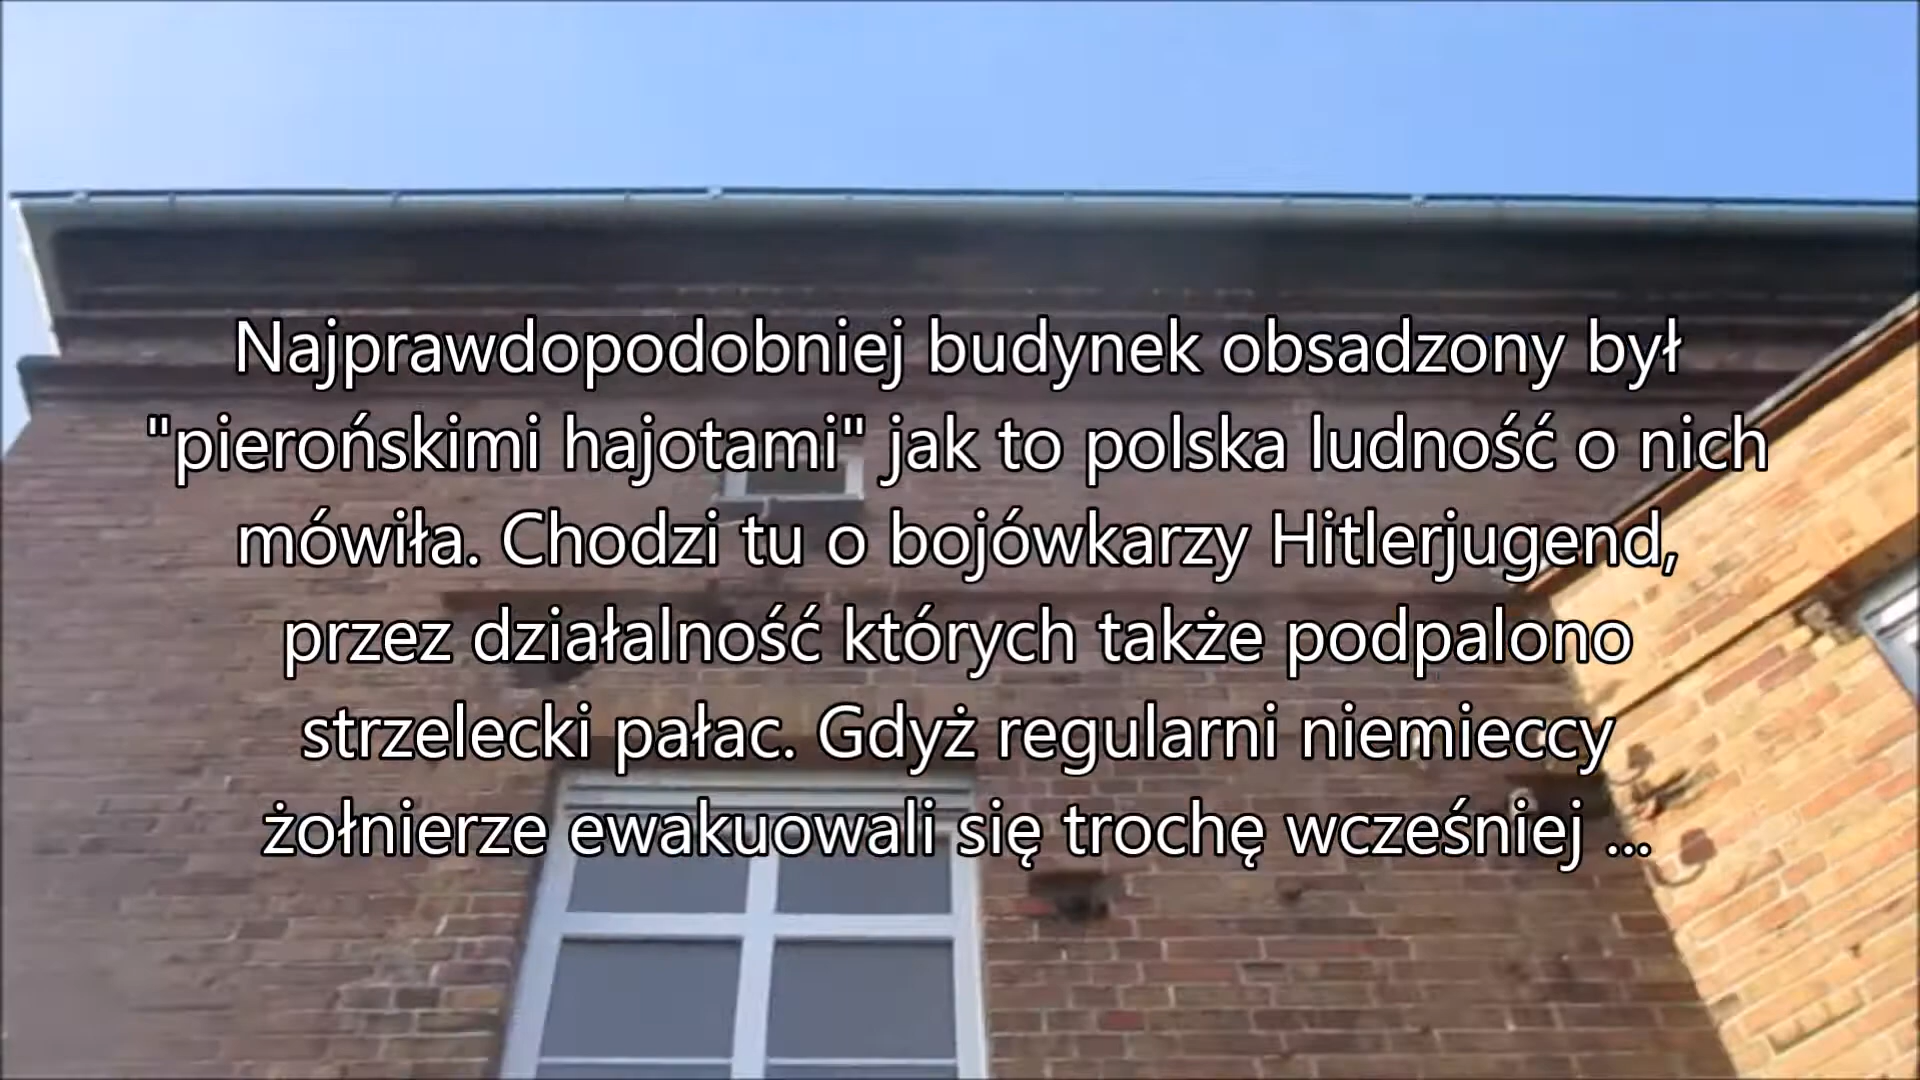 Najprawdopodobniej budynek obsadzony był
"pierońskimi hajotami" jak to polska ludność o nich
mówiła. Chodzi tu o bojówkarzy Hitlerjugend,
przez działalność których także podpalono
strzelecki pałac. Gdyż regularni niemieccy
żołnierze ewakuowali się trochę wcześniej ...